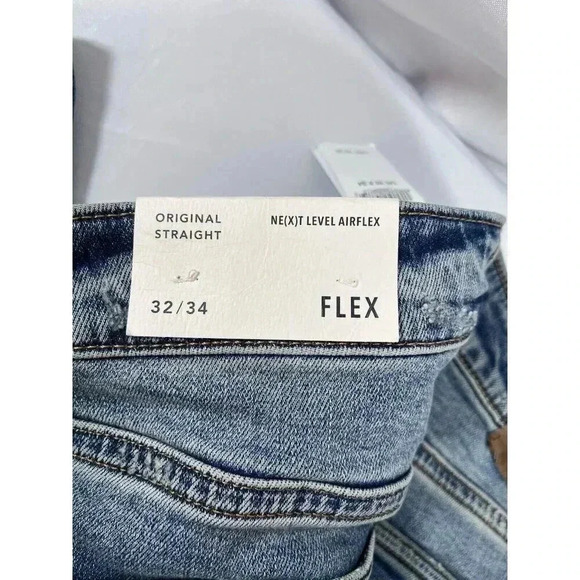 ORIGINAL
STRAIGHT
NE(X)T LEVEL AIRFLEX
32/34
FLEX